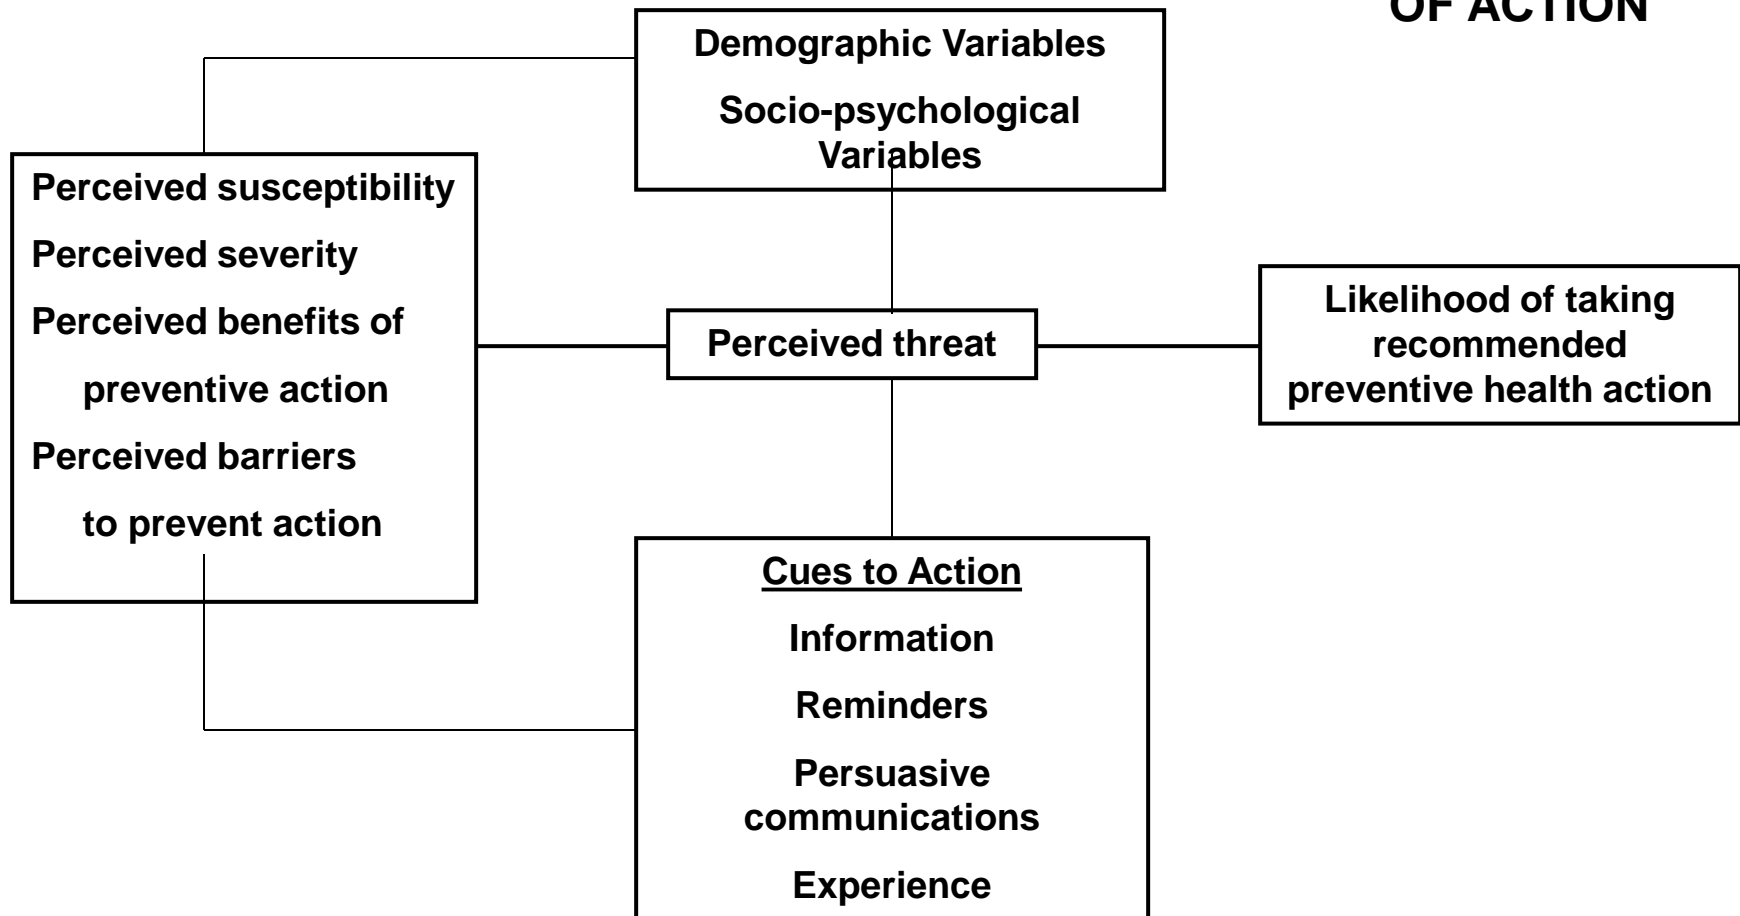 OF ACTION
Demographic Variables
Socio-psychological
Variables
Perceived susceptibility
Perceived severity
Perceived benefits of
preventive action
Perceived barriers
to prevent action
Perceived threat
Likelihood of taking
recommended
preventive health action
Cues to Action
Information
Reminders
Persuasive
communications
Experience